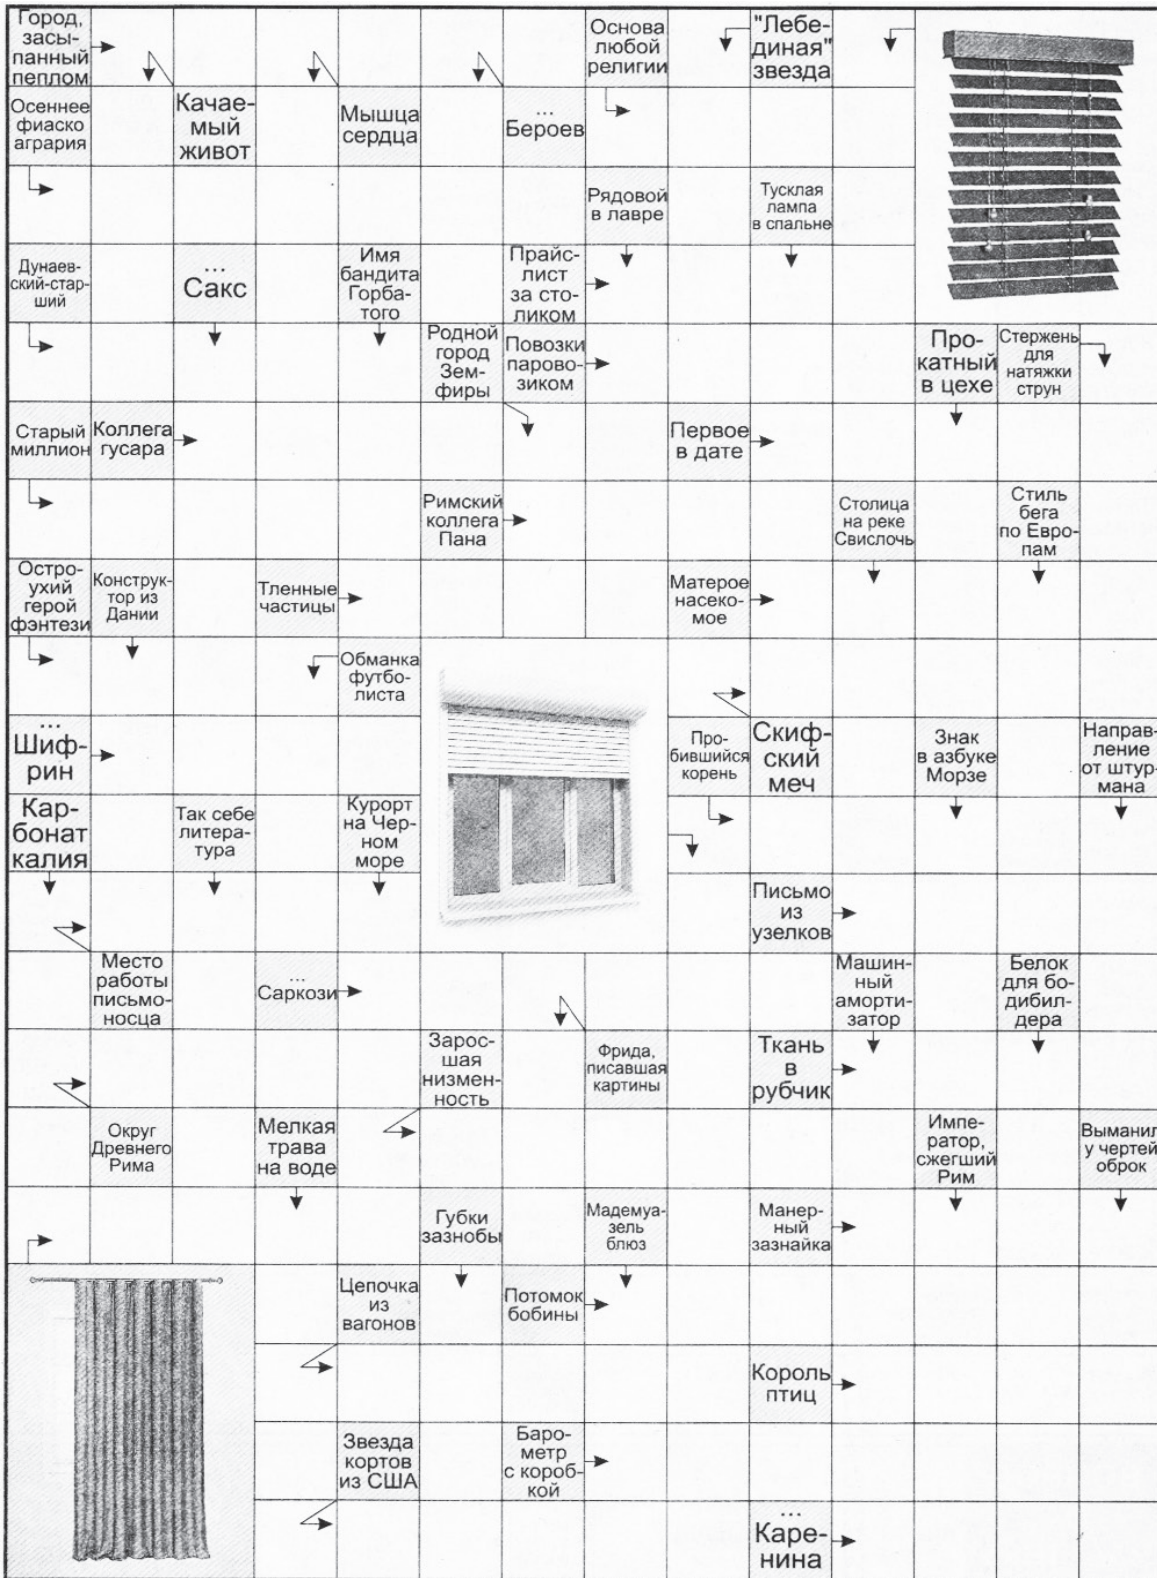 Город,
засы-
панный
пеплом
Основа
любой
религии
"Лебе-
диная"
звезда
Осеннее
фиаско
агрария
Качае-
мый
живот
Мышца
сердца
...
Бероев
Рядовой
в лавре
Тусклая
лампа
в спальне
Дунаев-
ский-стар-
ший
...
Сакс
Имя
бандита
Горба-
того
Прайс-
лист
за сто-
ликом
Родной
город
Зем-
фиры
Повозки
парово-
зиком
Про-
катный
в цехе
Стержень
для
натяжки
струн
Старый
миллион
Коллега
гусара
Первое
в дате
Римский
коллега
Пана
Столица
на реке
Свислочь
Стиль
бега
по Евро-
пам
Остро-
ухий
герой
фэнтези
Конструк-
тор из
Дании
Тленные
частицы
Матерое
насеко-
мое
Обманка
футбо-
листа
...
Шиф-
рин
Про-
бившийся
корень
Скиф-
ский
меч
Знак
в азбуке
Морзе
Направ-
ление
от штур-
мана
Кар-
бонат
калия
Так себе
литера-
тура
Курорт
на Чер-
ном
море
Письмо
из
узелков
Место
работы
письмо-
носца
...
Саркози
Машин-
ный
аморти-
затор
Белок
для бо-
дибил-
дера
Зарос-
шая
низмен-
ность
Фрида,
писавшая
картины
Ткань
в
рубчик
Округ
Древнего
Рима
Мелкая
трава
на воде
Импе-
ратор,
сжегший
Рим
Выманил
у чертей
оброк
Губки
зазнобы
Мадемуа-
зель
блюз
Манер-
ный
зазнайка
Цепочка
из
вагонов
Потомок
бобины
Король
птиц
Звезда
кортов
из США
Баро-
метр
с короб-
кой
...
Каре-
нина